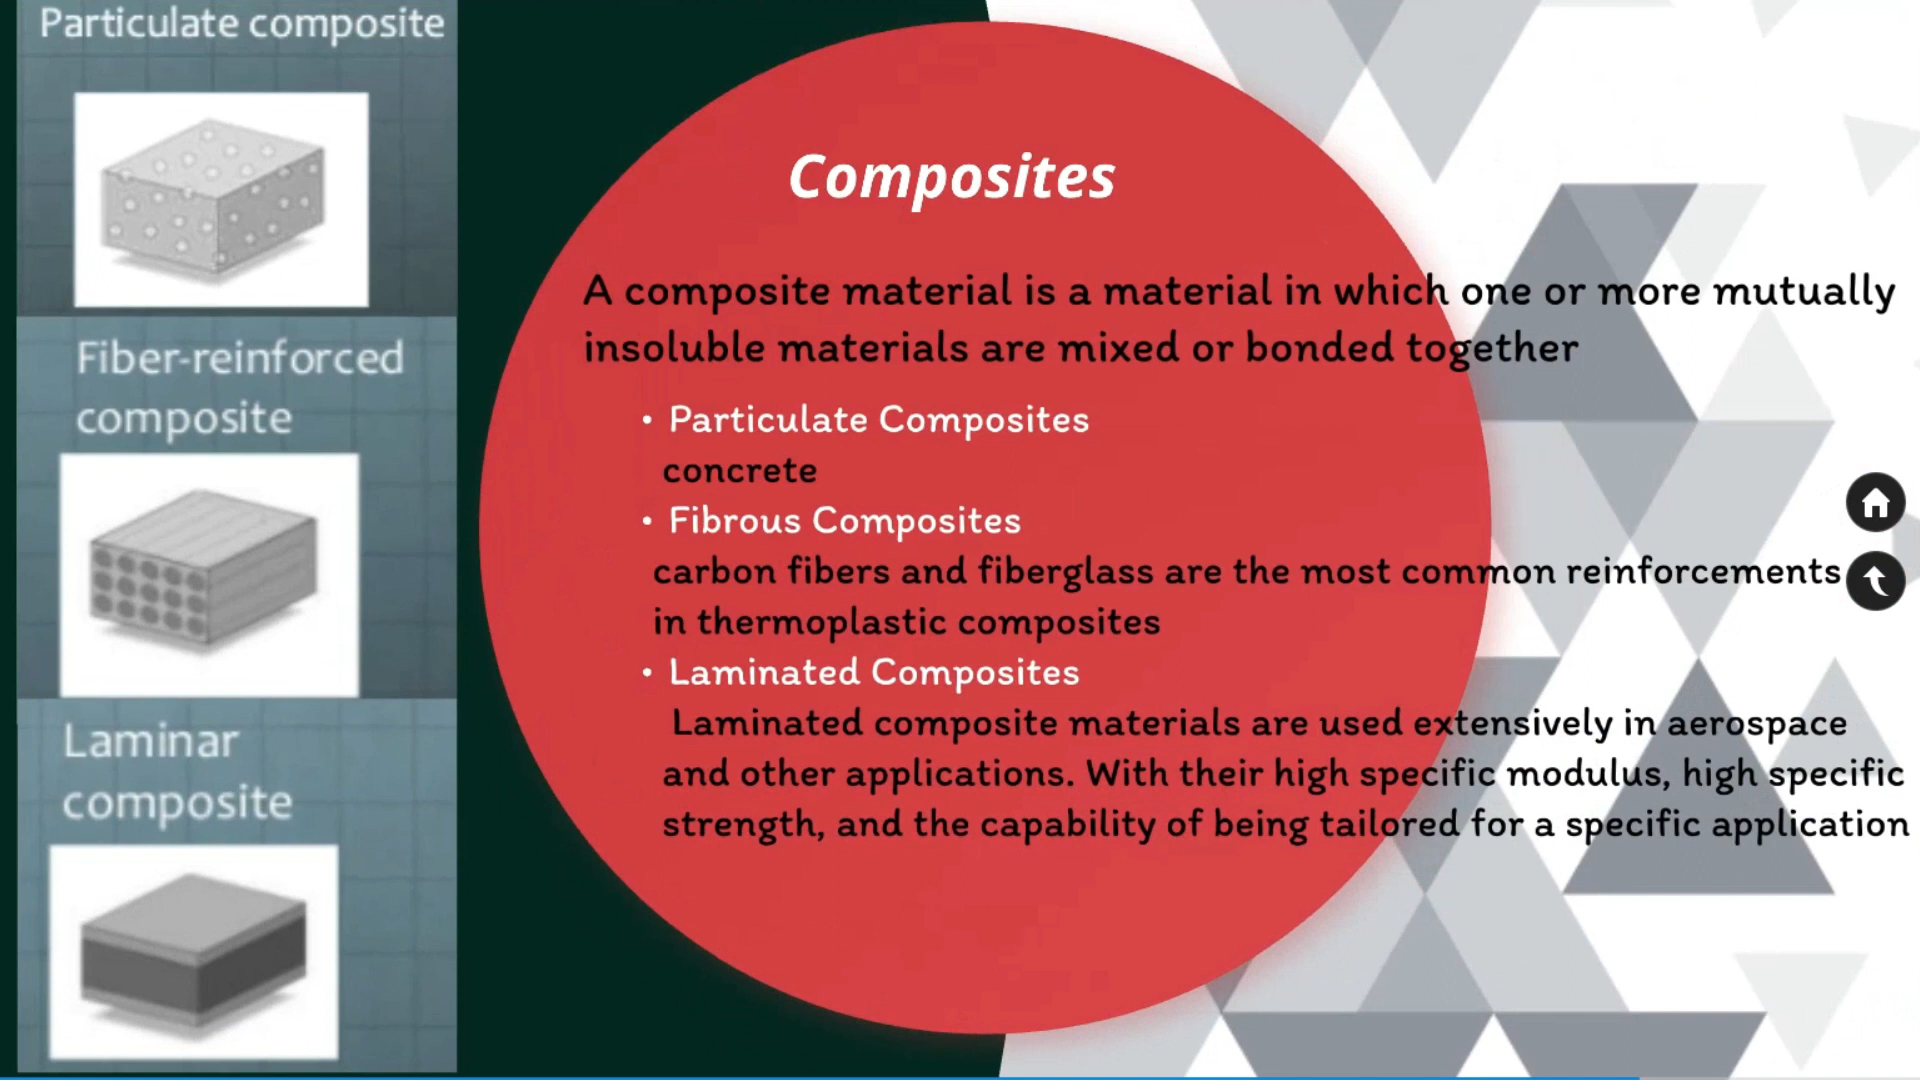 Particulate composite
Fiber-reinforced
composite
Laminar
composite
Composites
A composite material is a material in which one or more mutually
insoluble materials are mixed or bonded together
• Particulate Composites
concrete
• Fibrous Composites
carbon fibers and fiberglass are the most common reinforcements
in thermoplastic composites
• Laminated Composites
Laminated composite materials are used extensively in aerospace
and other applications. With their high specific modulus, high specific
strength, and the capability of being tailored for a specific application